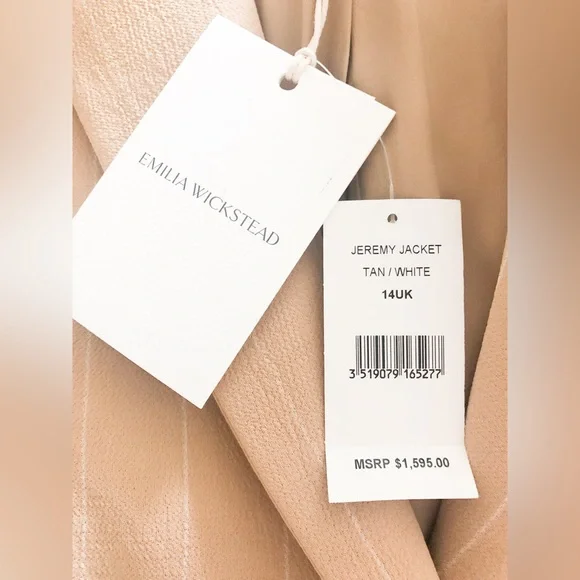 EMILIA WICKSTEAD
JEREMY JACKET
TAN / WHITE
14UK
3 519079 165277
MSRP $1,595.00